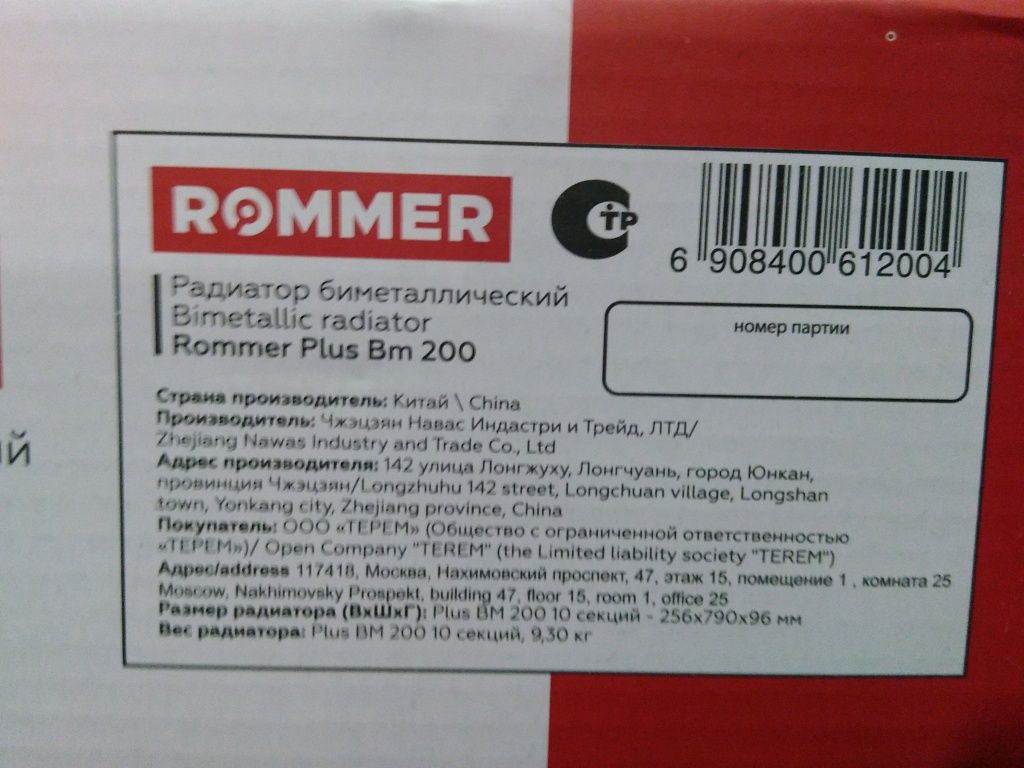 ROMMER
СТР
6 908400 612004
Радиатор биметаллический
Bimetallic radiator
Rommer Plus Bm 200
номер партии
Страна производитель: Китай \ China
Производитель: Чжэцзян Навас Индастри и Трейд, ЛТД/
Zhejiang Nawas Industry and Trade Co., Ltd
Адрес производителя: 142 улица Лонгжуху, Лонгчуань, город Юнкан,
провинция Чжэцзян/Longzhuhu 142 street, Longchuan village, Longshan
town, Yonkang city, Zhejiang province, China
Покупатель: ООО «ТЕРЕМ» (Общество с ограниченной ответственностью
«ТЕРЕМ»)/ Open Company "TEREM" (the Limited liability society "TEREM")
Адрес/address 117418, Москва, Нахимовский проспект, 47, этаж 15, помещение 1 , комната 25
Moscow, Nakhimovsky Prospekt, building 47, floor 15, room 1, office 25
Размер радиатора (ВхШхГ): Plus BM 200 10 секций - 256х790х96 мм
Вес радиатора: Plus BM 200 10 секций, 9,30 кг